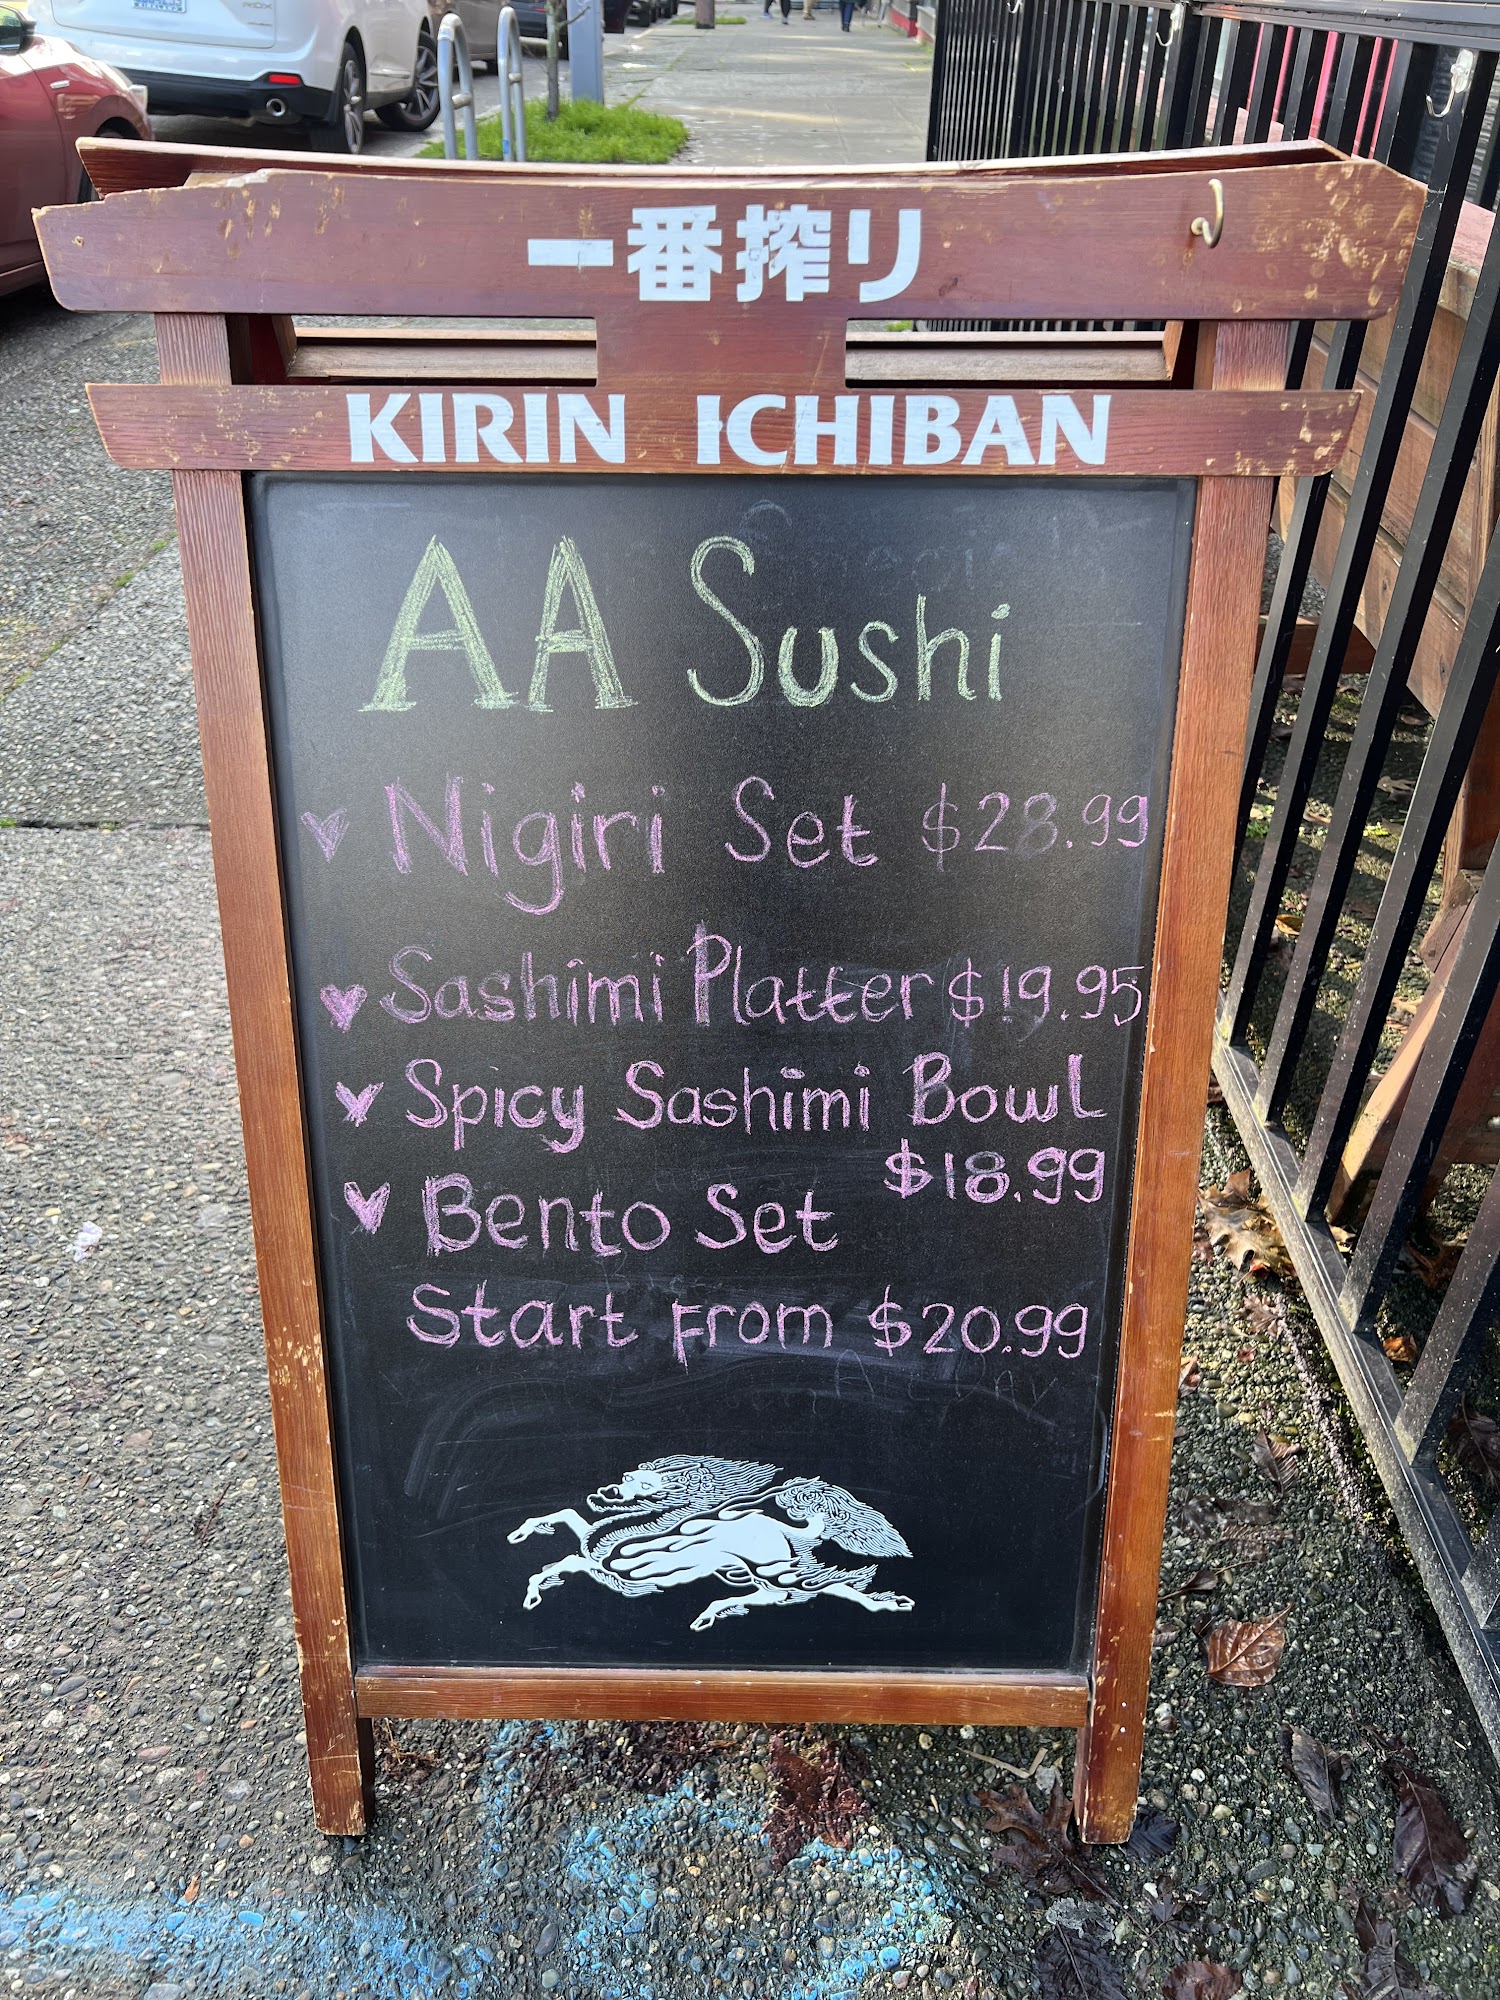 一番搾り
KIRIN ICHIBAN
AA Sushi
Nigiri Set $28.99
Sashimi Platter $19.95
Spicy Sashimi Bowl
$18.99
Bento Set
Start From $20.99